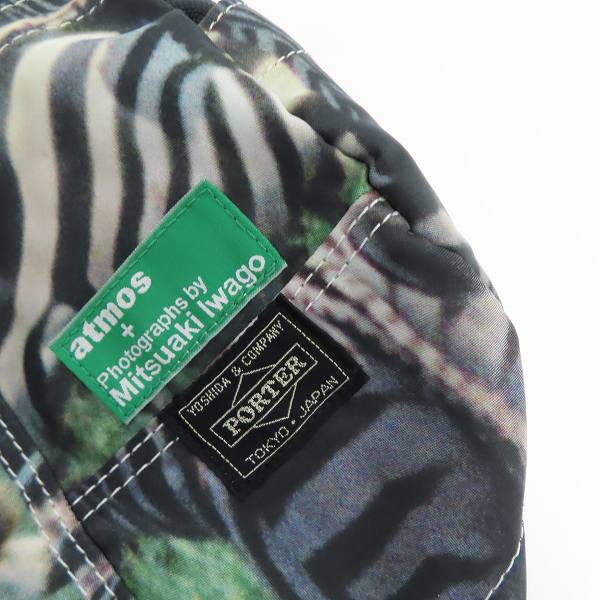 atmos
+
Photographs by
Mitsuaki Iwago
YOSHIDA & COMPANY
PORTER
TOKYO・JAPAN